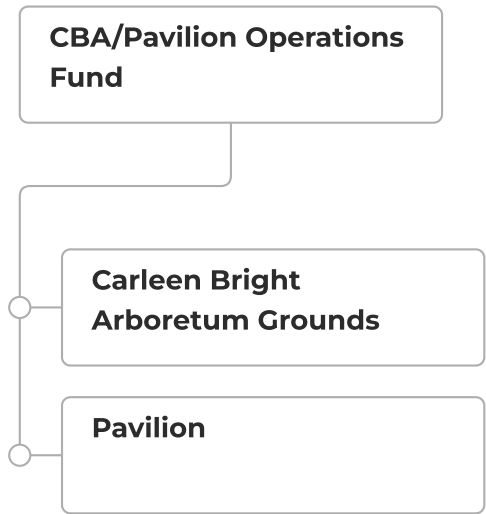 CBA/Pavilion Operations
Fund
Carleen Bright
Arboretum Grounds
Pavilion